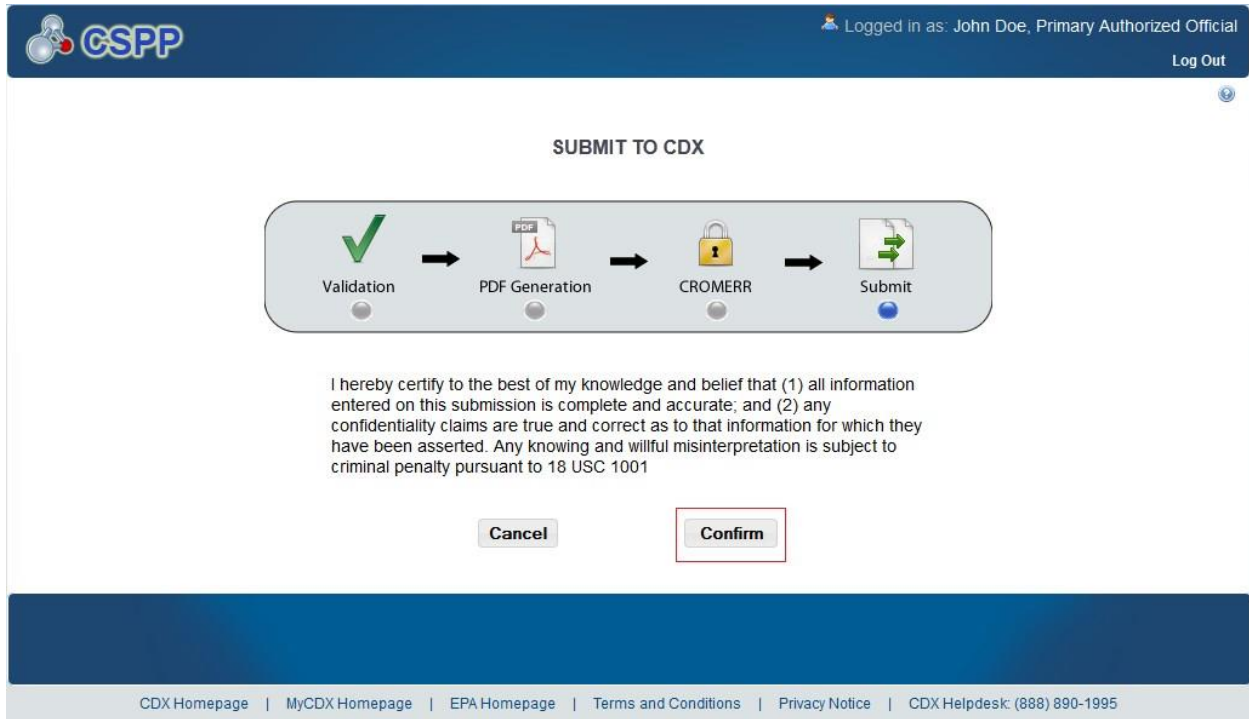 CSPP
Logged in as: John Doe, Primary Authorized Official
Log Out
SUBMIT TO CDX
PDF
Validation
PDF Generation
CROMERR
Submit
I hereby certify to the best of my knowledge and belief that (1) all information
entered on this submission is complete and accurate; and (2) any
confidentiality claims are true and correct as to that information for which they
have been asserted. Any knowing and willful misinterpretation is subject to
criminal penalty pursuant to 18 USC 1001
Cancel
Confirm
CDX Homepage | MyCDX Homepage | EPA Homepage | Terms and Conditions | Privacy Notice | CDX Helpdesk: (888) 890-1995